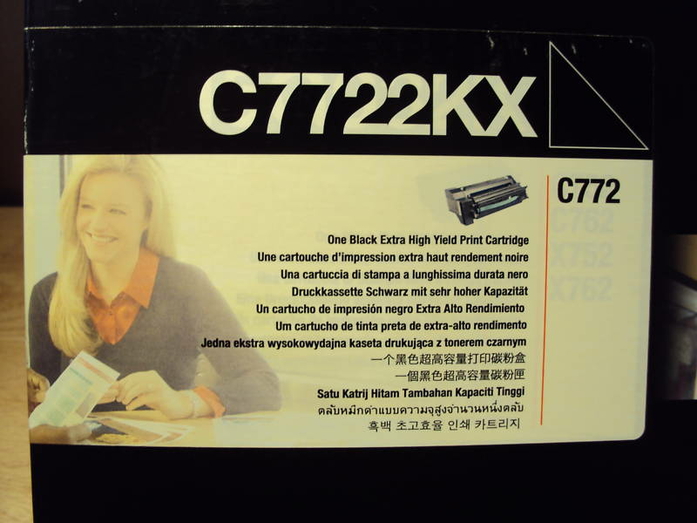 C7722KX
C772
C762
X752
X762
One Black Extra High Yield Print Cartridge
Une cartouche d'impression extra haut rendement noire
Una cartuccia di stampa a lunghissima durata nero
Druckkassette Schwarz mit sehr hoher Kapazität
Un cartucho de impresión negro Extra Alto Rendimiento
Um cartucho de tinta preta de extra-alto rendimento
Jedna ekstra wysokowydajna kaseta drukująca z tonerem czarnym
一个黑色超高容量打印碳粉盒
一個黑色超高容量碳粉匣
Satu Katrij Hitam Tambahan Kapaciti Tinggi
ตลับหมึกดำแบบความจุสูงจำนวนหนึ่งตลับ
흑백 초고효율 인쇄 카트리지